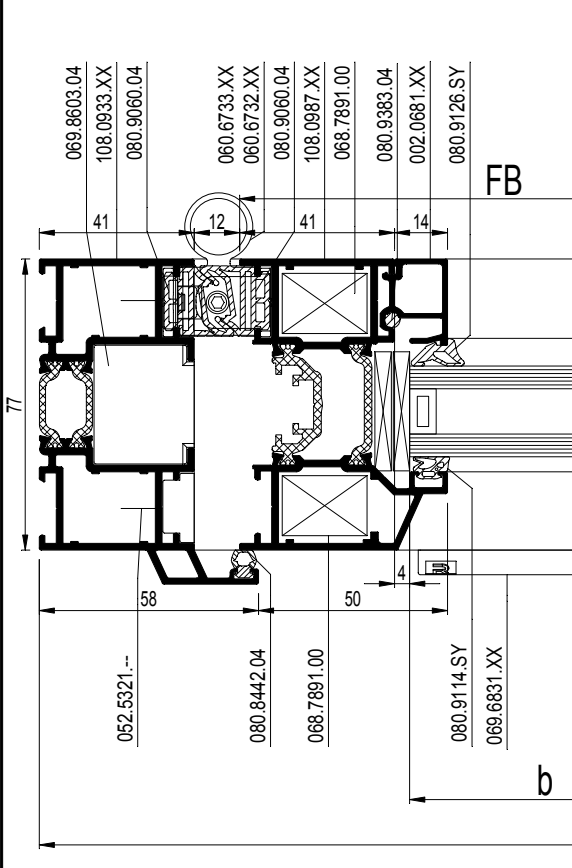 069.8603.04
108.0933.XX
080.9060.04
060.6733.XX
060.6732.XX
080.9060.04
108.0987.XX
068.7891.00
080.9383.04
002.0681.XX
080.9126.SY
FB
41
12
41
14
77
4
58
50
052.5321.--
080.8442.04
068.7891.00
080.9114.SY
069.6831.XX
b